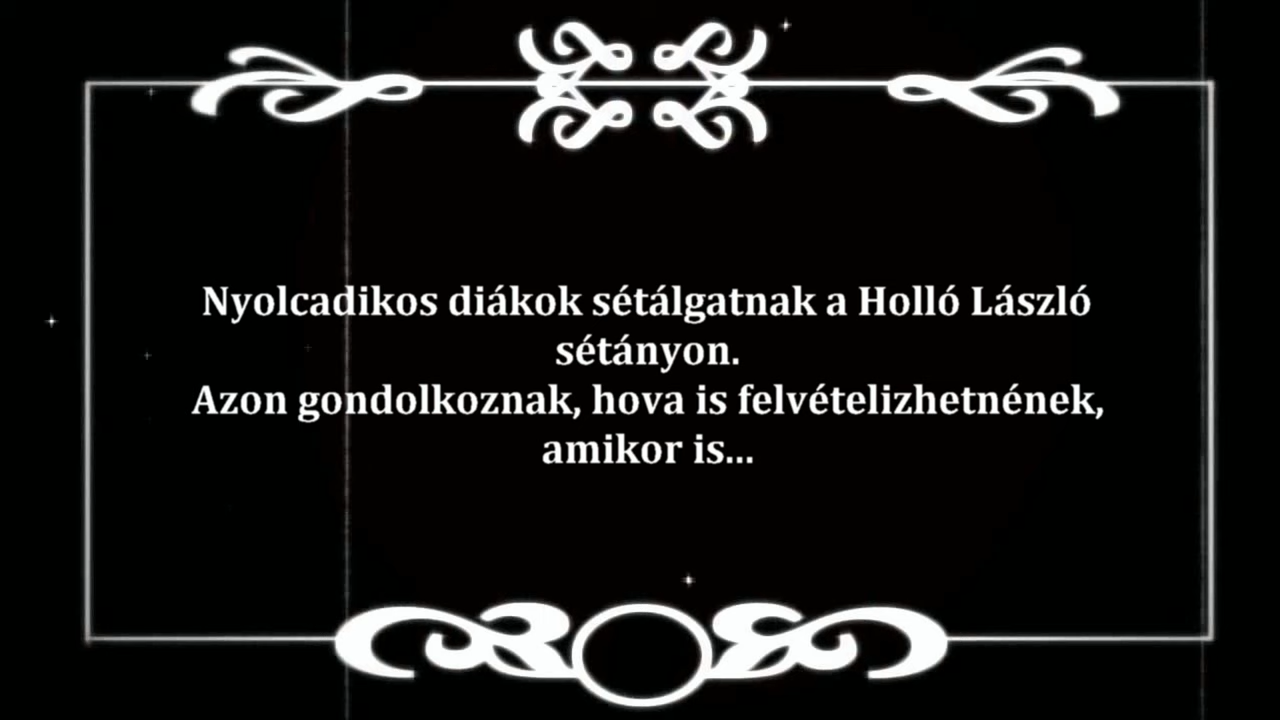 Nyolcadikos diákok sétálgatnak a Holló László
sétányon.
Azon gondolkoznak, hova is felvételizhetnének,
amikor is...